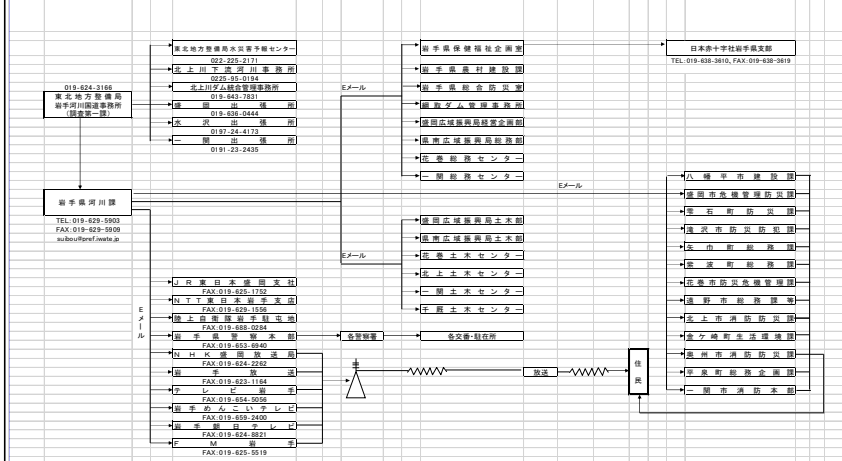 東北地方整備局水災害予報センター
022-225-2171
北上川下流河川事務所
0225-95-0194
北上川ダム統合管理事務所
019-643-7831
盛岡出張所
019-636-0444
水沢出張所
0197-24-4173
一関出張所
0191-23-2435
019-624-3166
東北地方整備局
岩手河川国道事務所
(調査第一課)
岩手県河川課
TEL:019-629-5903
FAX:019-629-5909
suibou@pref.iwate.jp
Eメール
岩手県保健福祉企画室
岩手県農村建設課
岩手県総合防災室
綱取ダム管理事務所
盛岡広域振興局経営企画部
県南広域振興局総務部
花巻総務センター
一関総務センター
日本赤十字社岩手県支部
TEL:019-638-3610、FAX:019-638-3619
Eメール
八幡平市建設課
盛岡市危機管理防災課
雫石町防災課
滝沢市防災防犯課
矢巾町総務課
紫波町総務課
花巻市防災危機管理課
遠野市総務課等
北上市消防防災課
金ケ崎町生活環境課
奥州市消防防災課
平泉町総務企画課
一関市消防本部
Eメール
盛岡広域振興局土木部
県南広域振興局土木部
花巻土木センター
北上土木センター
一関土木センター
千厩土木センター
Eメール
JR東日本盛岡支社
FAX:019-625-1752
NTT東日本岩手支店
FAX:019-629-1556
陸上自衛隊岩手駐屯地
FAX:019-688-0284
岩手県警察本部
FAX:019-653-6940
NHK盛岡放送局
FAX:019-624-2262
岩手放送
FAX:019-623-1164
テレビ岩手
FAX:019-654-5056
岩手めんこいテレビ
FAX:019-659-2400
岩手朝日テレビ
FAX:019-624-8821
FM岩手
FAX:019-625-5519
各警察署
各交番・駐在所
放送
住民